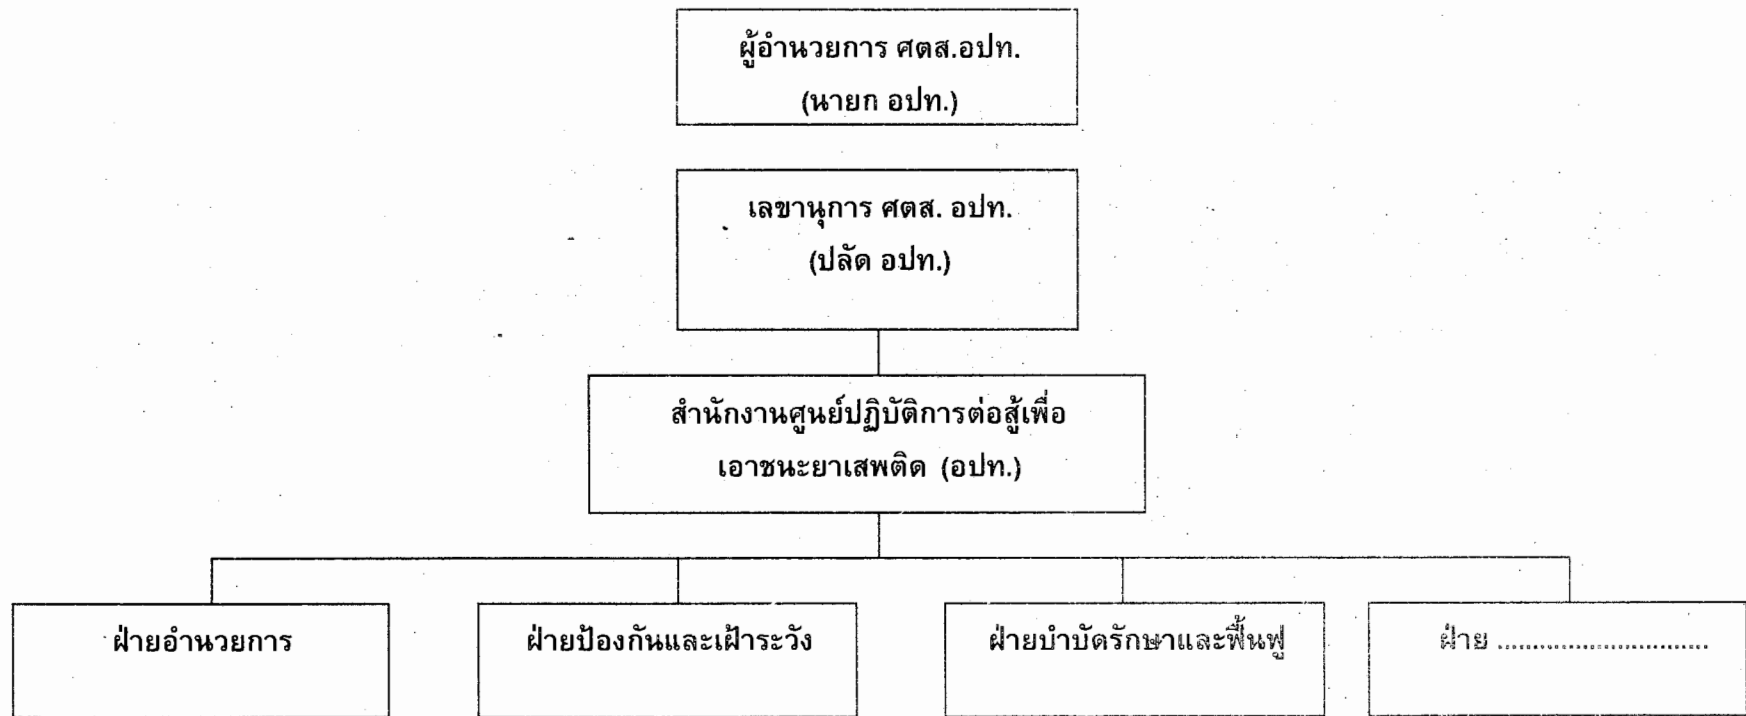 ผู้อำนวยการ ศตส.อปท.
(นายก อปท.)
เลขานุการ ศตส. อปท.
(ปลัด อปท.)
สำนักงานศูนย์ปฏิบัติการต่อสู้เพื่อ
เอาชนะยาเสพติด (อปท.)
ฝ่ายอำนวยการ
ฝ่ายป้องกันและเฝ้าระวัง
ฝ่ายบำบัดรักษาและฟื้นฟู
ฝ่าย ..............................